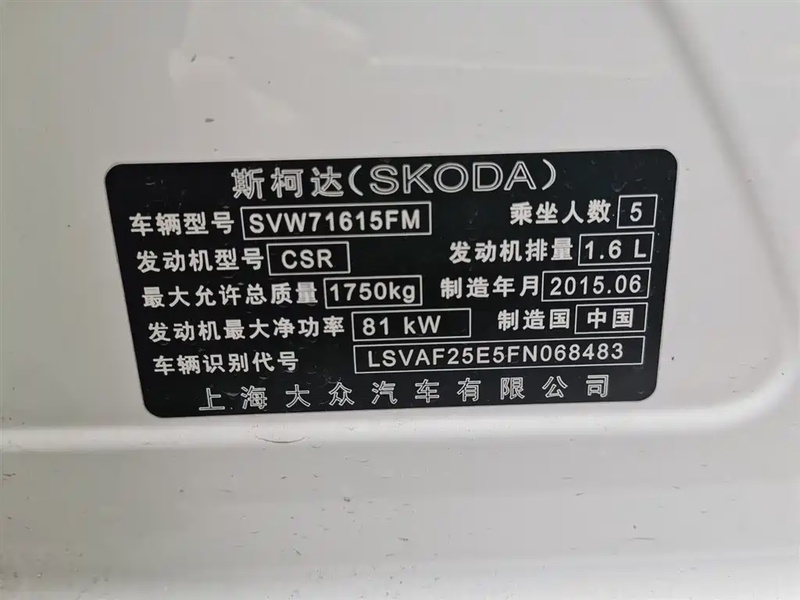 斯柯达(SKODA)
车辆型号 SVW71615FM 乘坐人数 5
发动机型号 CSR 发动机排量 1.6 L
最大允许总质量 1750kg 制造年月 2015.06
发动机最大净功率 81 kW 制造国 中国
车辆识别代号 LSVAF25E5FN068483
上海大众汽车有限公司